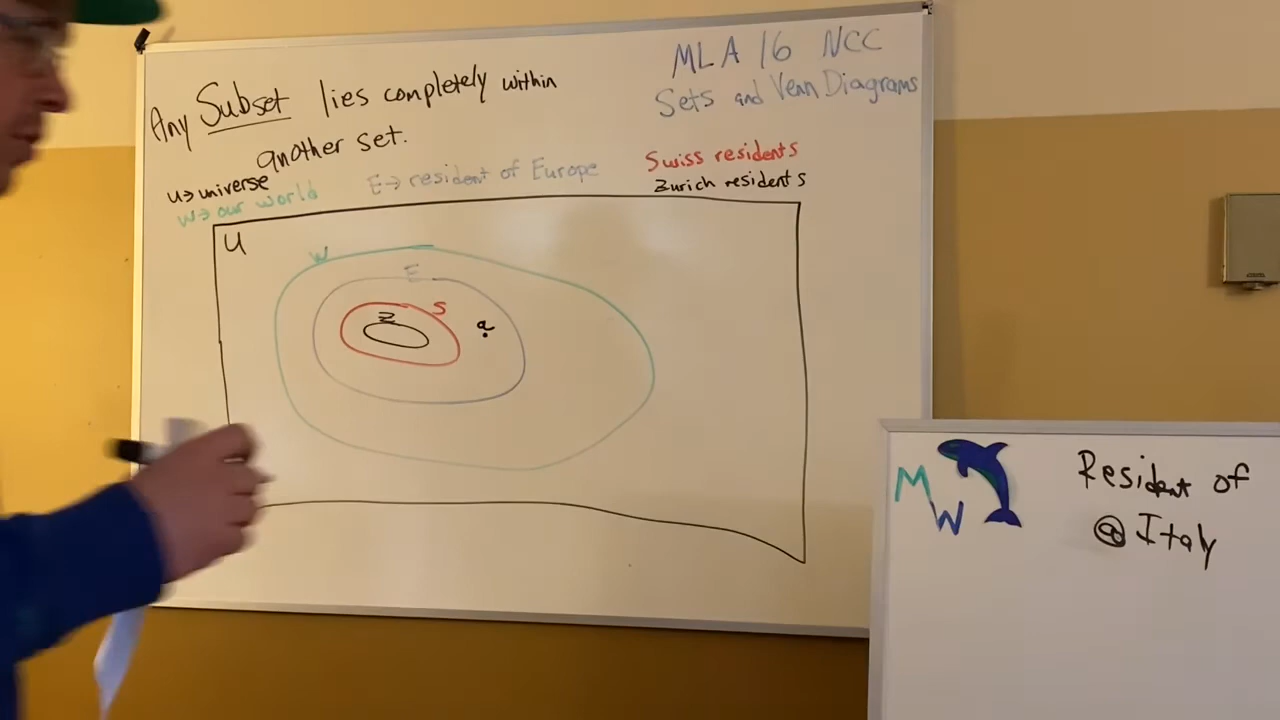 MLA 16 NCC
Sets and Venn Diagrams
Any Subset lies completely within
another set.
U→universe
W→our world
E→resident of Europe
Swiss residents
Zurich residents
U
W
E
S
Z
a
M
W
Resident of
@ Italy